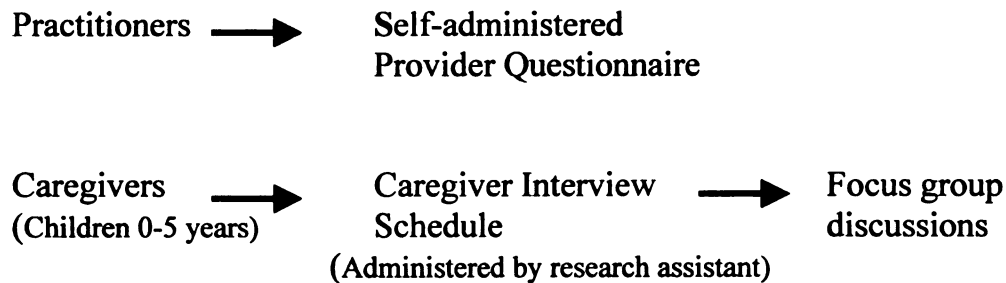 Practitioners
Self-administered
Provider Questionnaire
Caregivers
(Children 0-5 years)
Caregiver Interview
Schedule
(Administered by research assistant)
Focus group
discussions